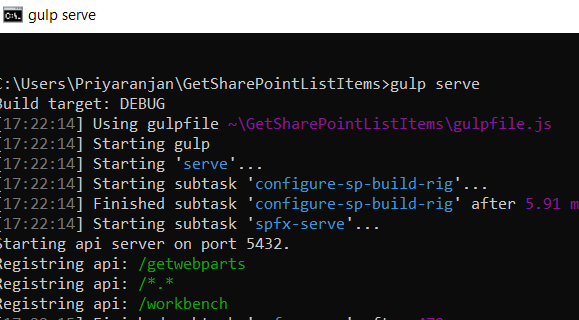 gulp serve
C:\Users\Priyaranjan\GetSharePointListItems>gulp serve
Build target: DEBUG
[17:22:14] Using gulpfile ~\GetSharePointListItems\gulpfile.js
[17:22:14] Starting gulp
[17:22:14] Starting 'serve'...
[17:22:14] Starting subtask 'configure-sp-build-rig'...
[17:22:14] Finished subtask 'configure-sp-build-rig' after 5.91 m
[17:22:14] Starting subtask 'spfx-serve'...
Starting api server on port 5432.
Registring api: /getwebparts
Registring api: /*.*
Registring api: /workbench